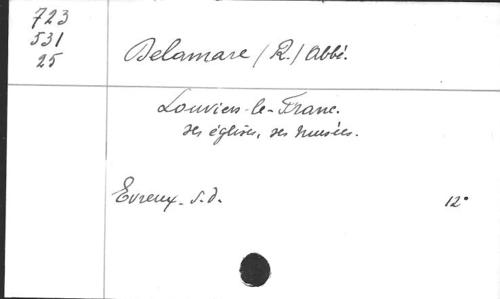 723
531
25
Delamare / R. / Abbé.
Louviers-le-Franc.
ses églises, ses musées.
Evreux. s.d.
12°